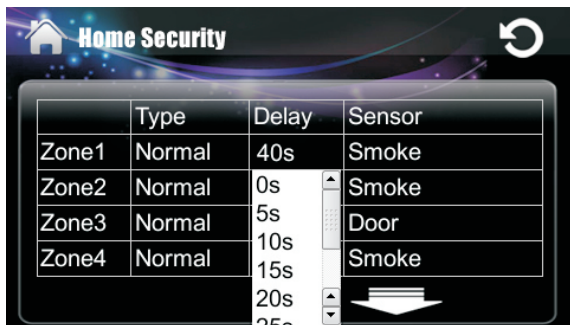 Home Security
Type Delay Sensor
Zone1 Normal 40s Smoke
Zone2 Normal Smoke
Zone3 Normal Door
Zone4 Normal Smoke
0s
5s
10s
15s
20s
25s